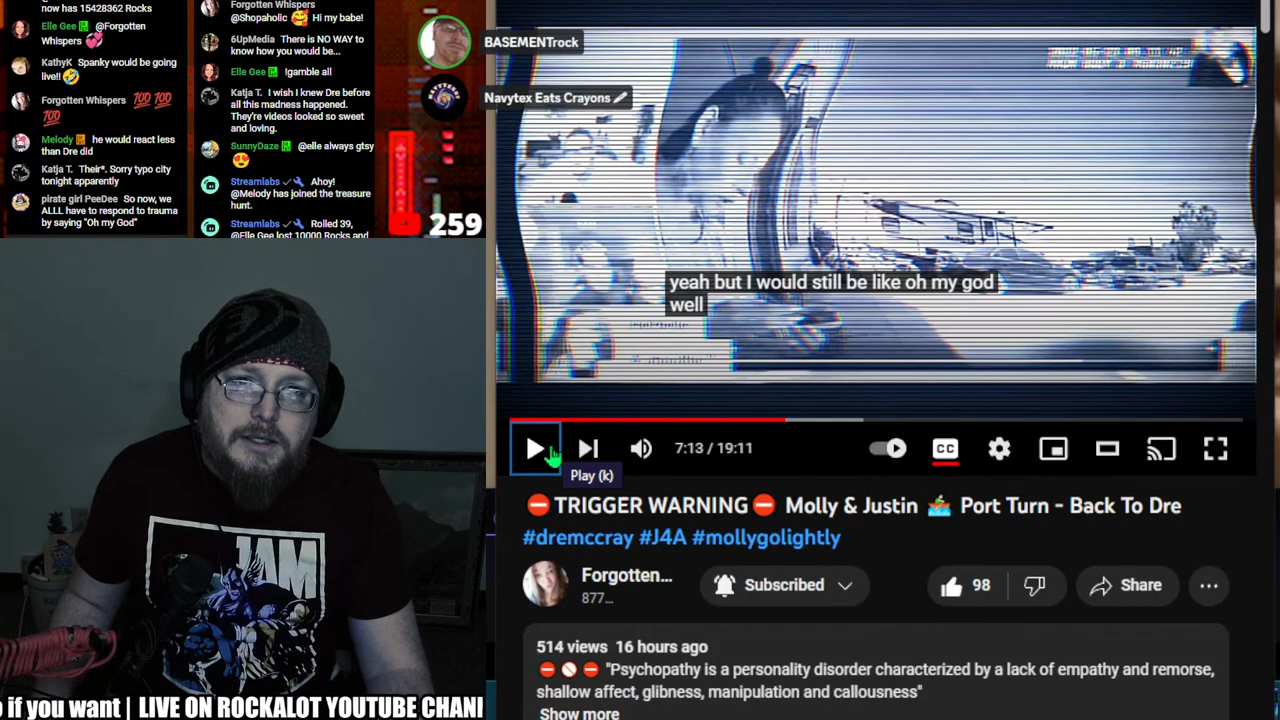 now has 15428362 Rocks
Elle Gee @Forgotten
Whispers
KathyK Spanky would be going
live!!
Forgotten Whispers 100 100
100
Melody he would react less
than Dre did
Katja T. Their*. Sorry typo city
tonight apparently
pirate girl PeeDee So now, we
ALLL have to respond to trauma
by saying "Oh my God"
Forgotten Whispers
@Shopaholic Hi my babe!
6UpMedia There is NO WAY to
know how you would be...
Elle Gee !gamble all
Katja T. I wish I knew Dre before
all this madness happened.
They're videos looked so sweet
and loving.
SunnyDaze @elle always gtsy
Streamlabs Ahoy!
@Melody has joined the treasure
hunt.
Streamlabs Rolled 39,
@Elle Gee lost 10000 Rocks and
259
BASEMENTrock
Navytex Eats Crayons
yeah but I would still be like oh my god
well
7:13 / 19:11
CC
Play (k)
⛔TRIGGER WARNING⛔ Molly & Justin 🚣 Port Turn - Back To Dre
#dremccray #J4A #mollygolightly
Forgotten...
877...
Subscribed
98
Share
514 views 16 hours ago
⛔🚫⛔ "Psychopathy is a personality disorder characterized by a lack of empathy and remorse,
shallow affect, glibness, manipulation and callousness"
Show more
JAM
o if you want | LIVE ON ROCKALOT YOUTUBE CHANI